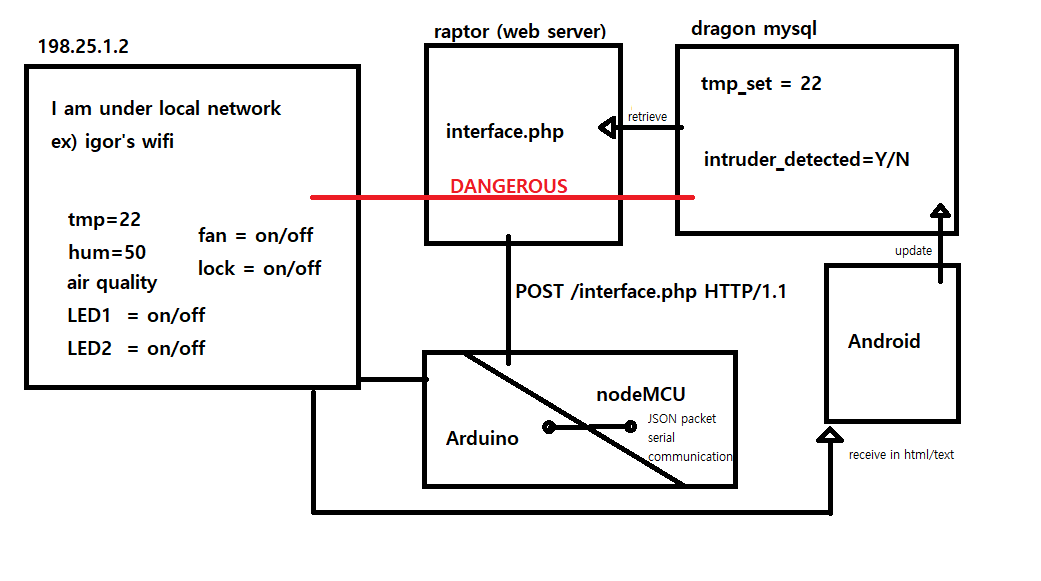 198.25.1.2
I am under local network
ex) igor's wifi
tmp=22
hum=50
air quality
LED1 = on/off
LED2 = on/off
fan = on/off
lock = on/off
raptor (web server)
interface.php
DANGEROUS
dragon mysql
tmp_set = 22
intruder_detected=Y/N
retrieve
update
POST /interface.php HTTP/1.1
Android
nodeMCU
JSON packet
serial
communication
Arduino
receive in html/text